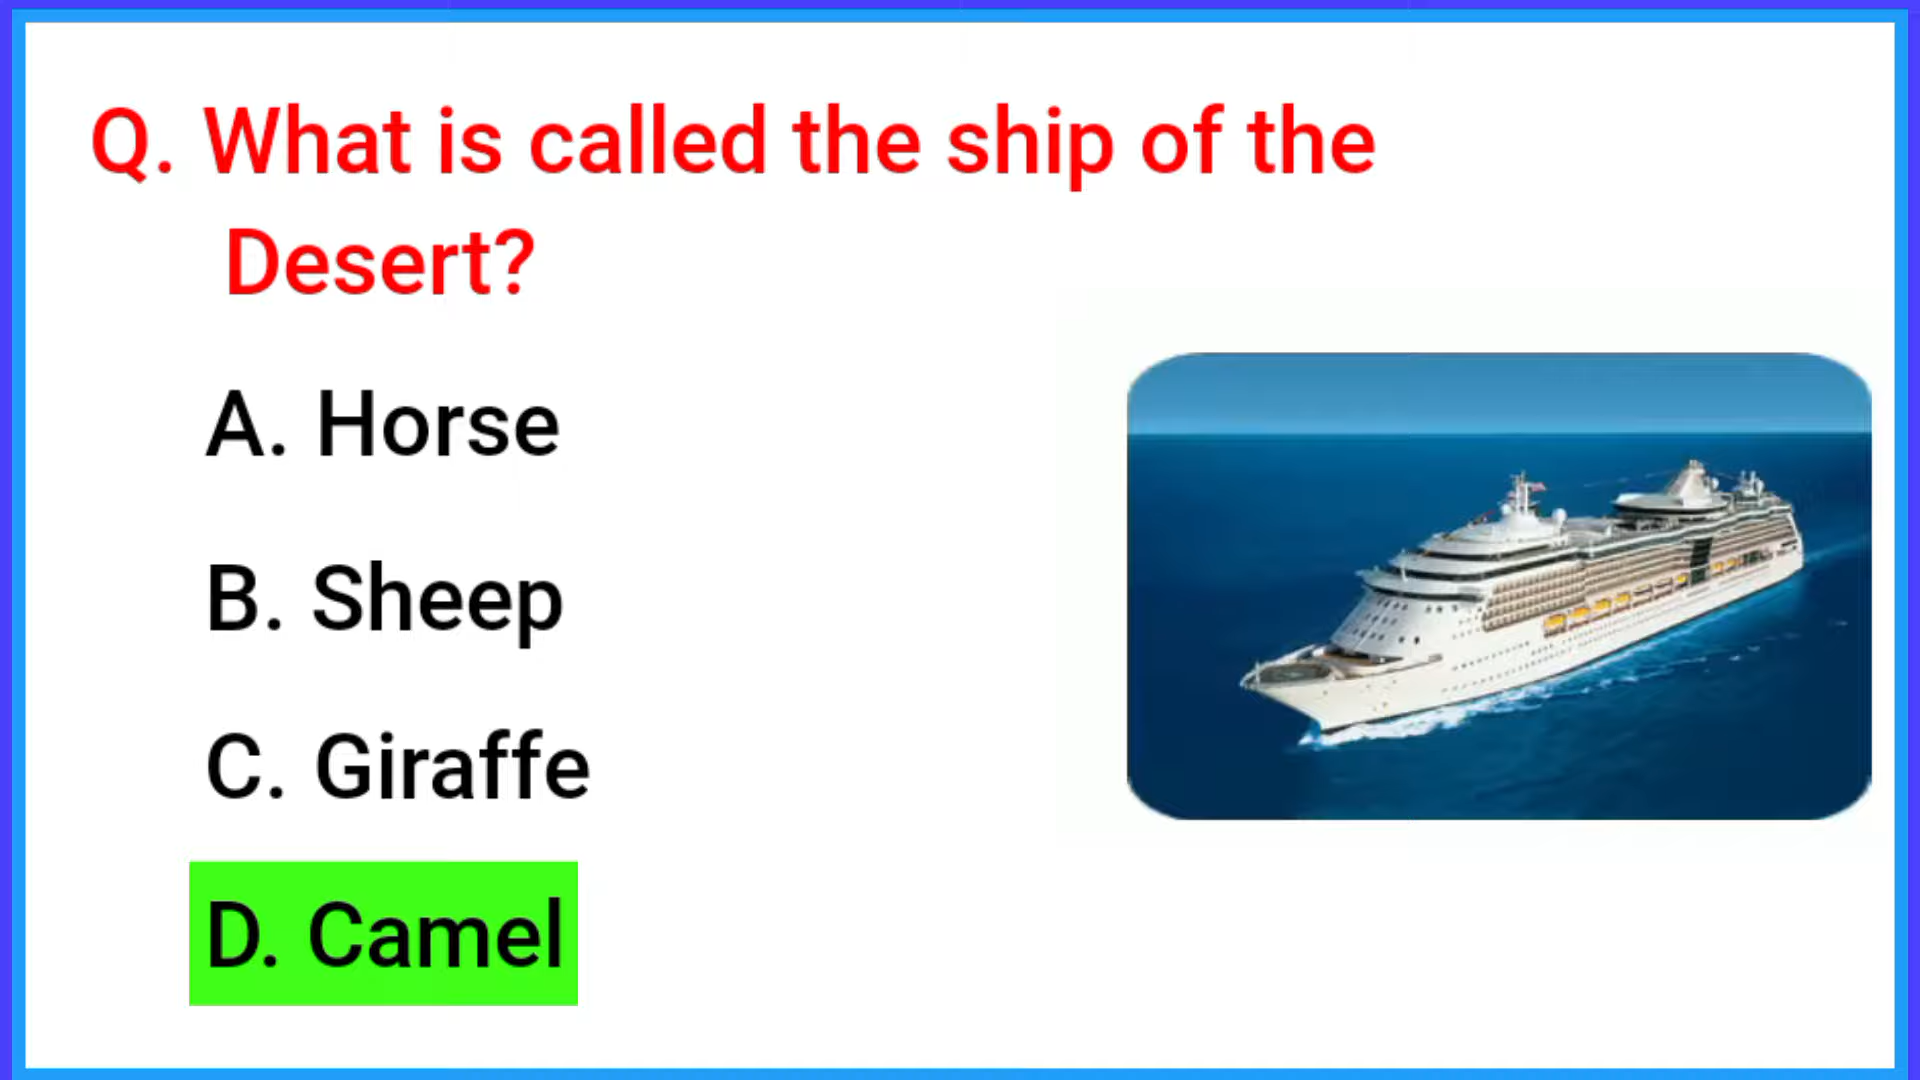 Q. What is called the ship of the
Desert?
A. Horse
B. Sheep
C. Giraffe
D. Camel